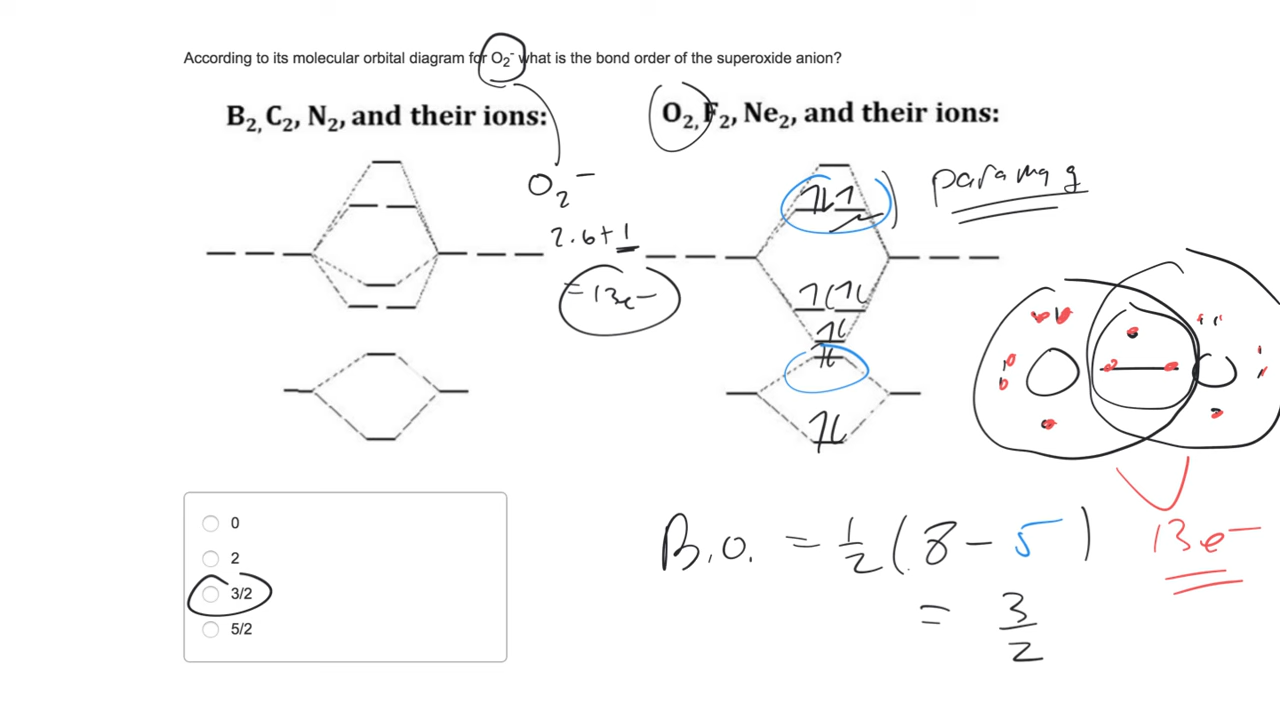 According to its molecular orbital diagram for O₂⁻ what is the bond order of the superoxide anion?
B₂, C₂, N₂, and their ions:
O₂, F₂, Ne₂, and their ions:
O₂⁻
2·6+1
=13e-
paramag
0
2
3/2
5/2
B.O. = 1/2 (8 - 5)
= 3/2
13e-